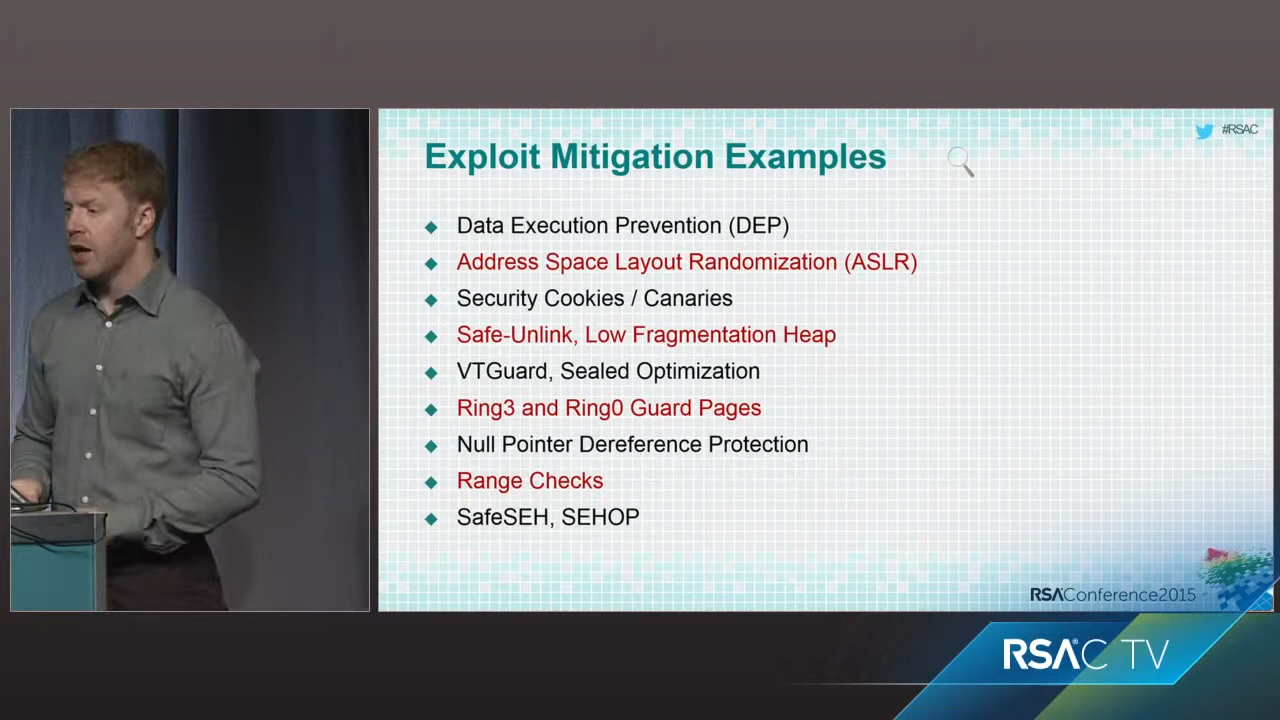 #RSAC
Exploit Mitigation Examples
Data Execution Prevention (DEP)
Address Space Layout Randomization (ASLR)
Security Cookies / Canaries
Safe-Unlink, Low Fragmentation Heap
VTGuard, Sealed Optimization
Ring3 and Ring0 Guard Pages
Null Pointer Dereference Protection
Range Checks
SafeSEH, SEHOP
RSAConference2015
RSAC TV